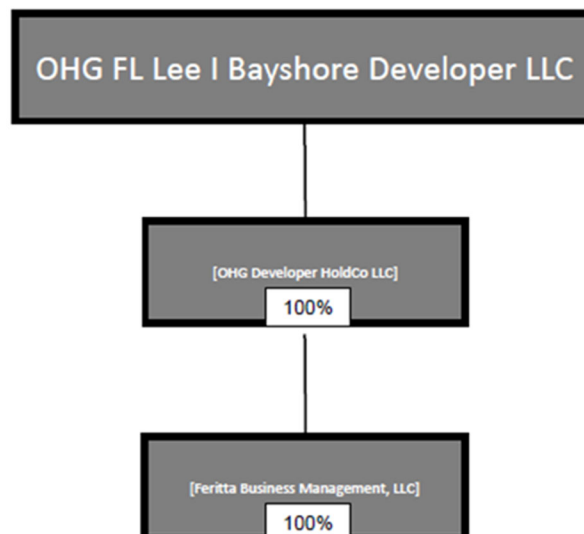 OHG FL Lee I Bayshore Developer LLC
[OHG Developer HoldCo LLC]
100%
[Feritta Business Management, LLC]
100%